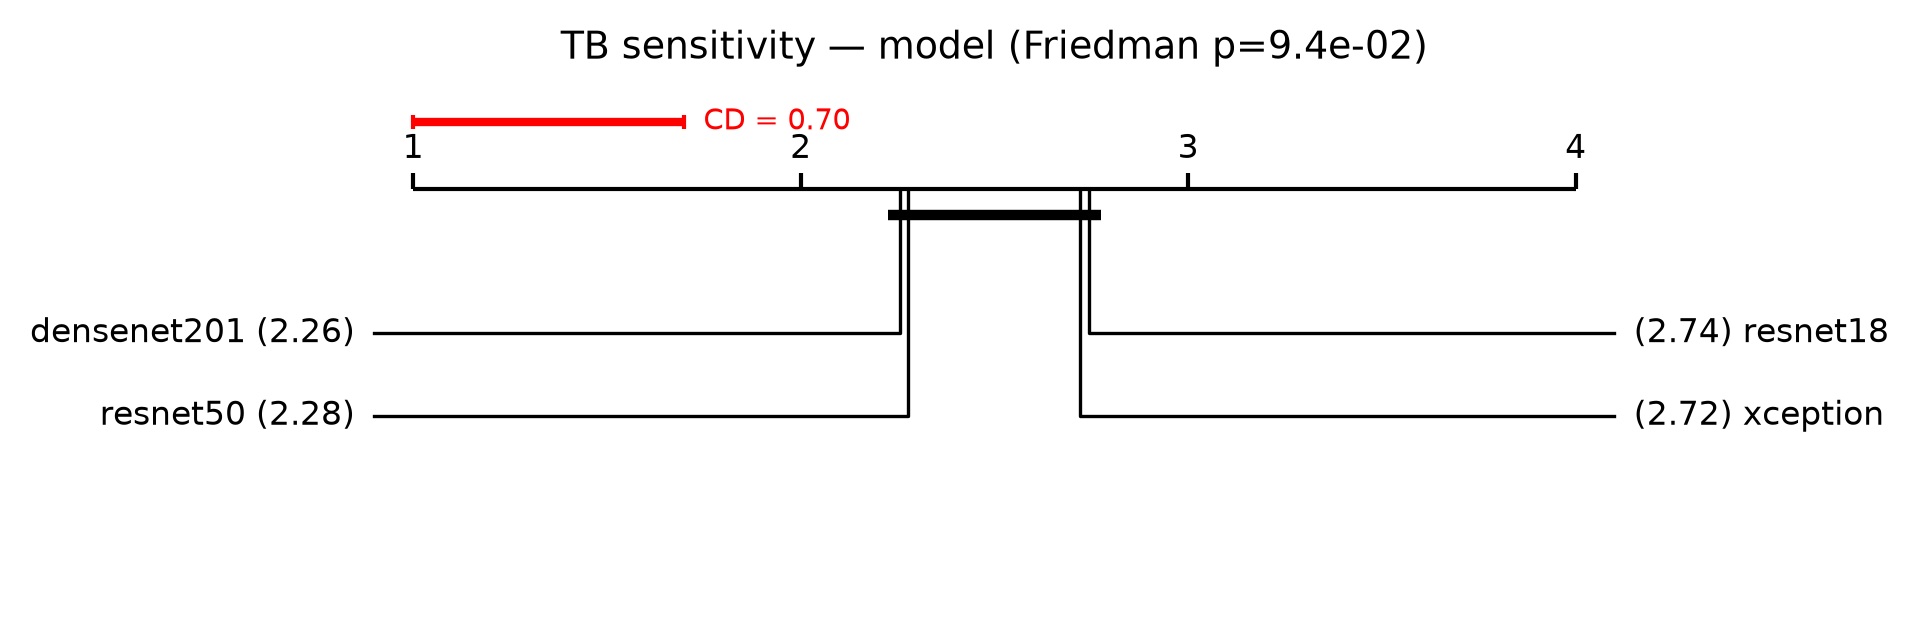 TB sensitivity — model (Friedman p=9.4e-02)
CD = 0.70
1 2 3 4
densenet201 (2.26) (2.74) resnet18
resnet50 (2.28) (2.72) xception